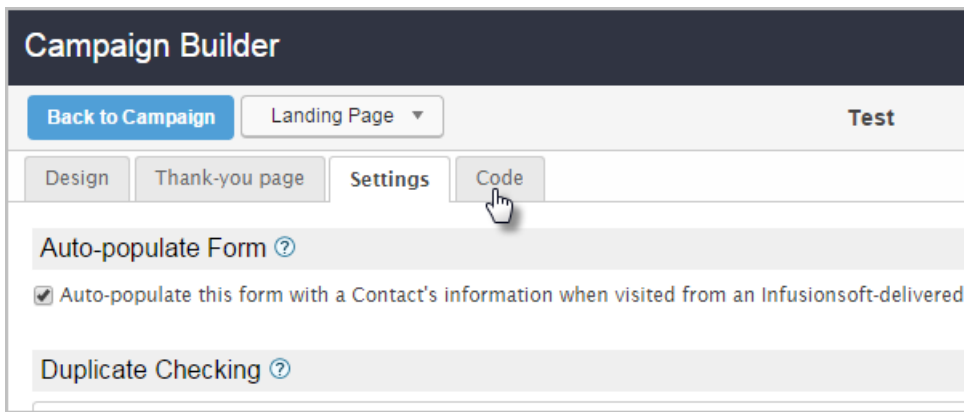 Campaign Builder
Back to Campaign Landing Page Test
Design Thank-you page Settings Code
Auto-populate Form ?
Auto-populate this form with a Contact's information when visited from an Infusionsoft-delivered
Duplicate Checking ?